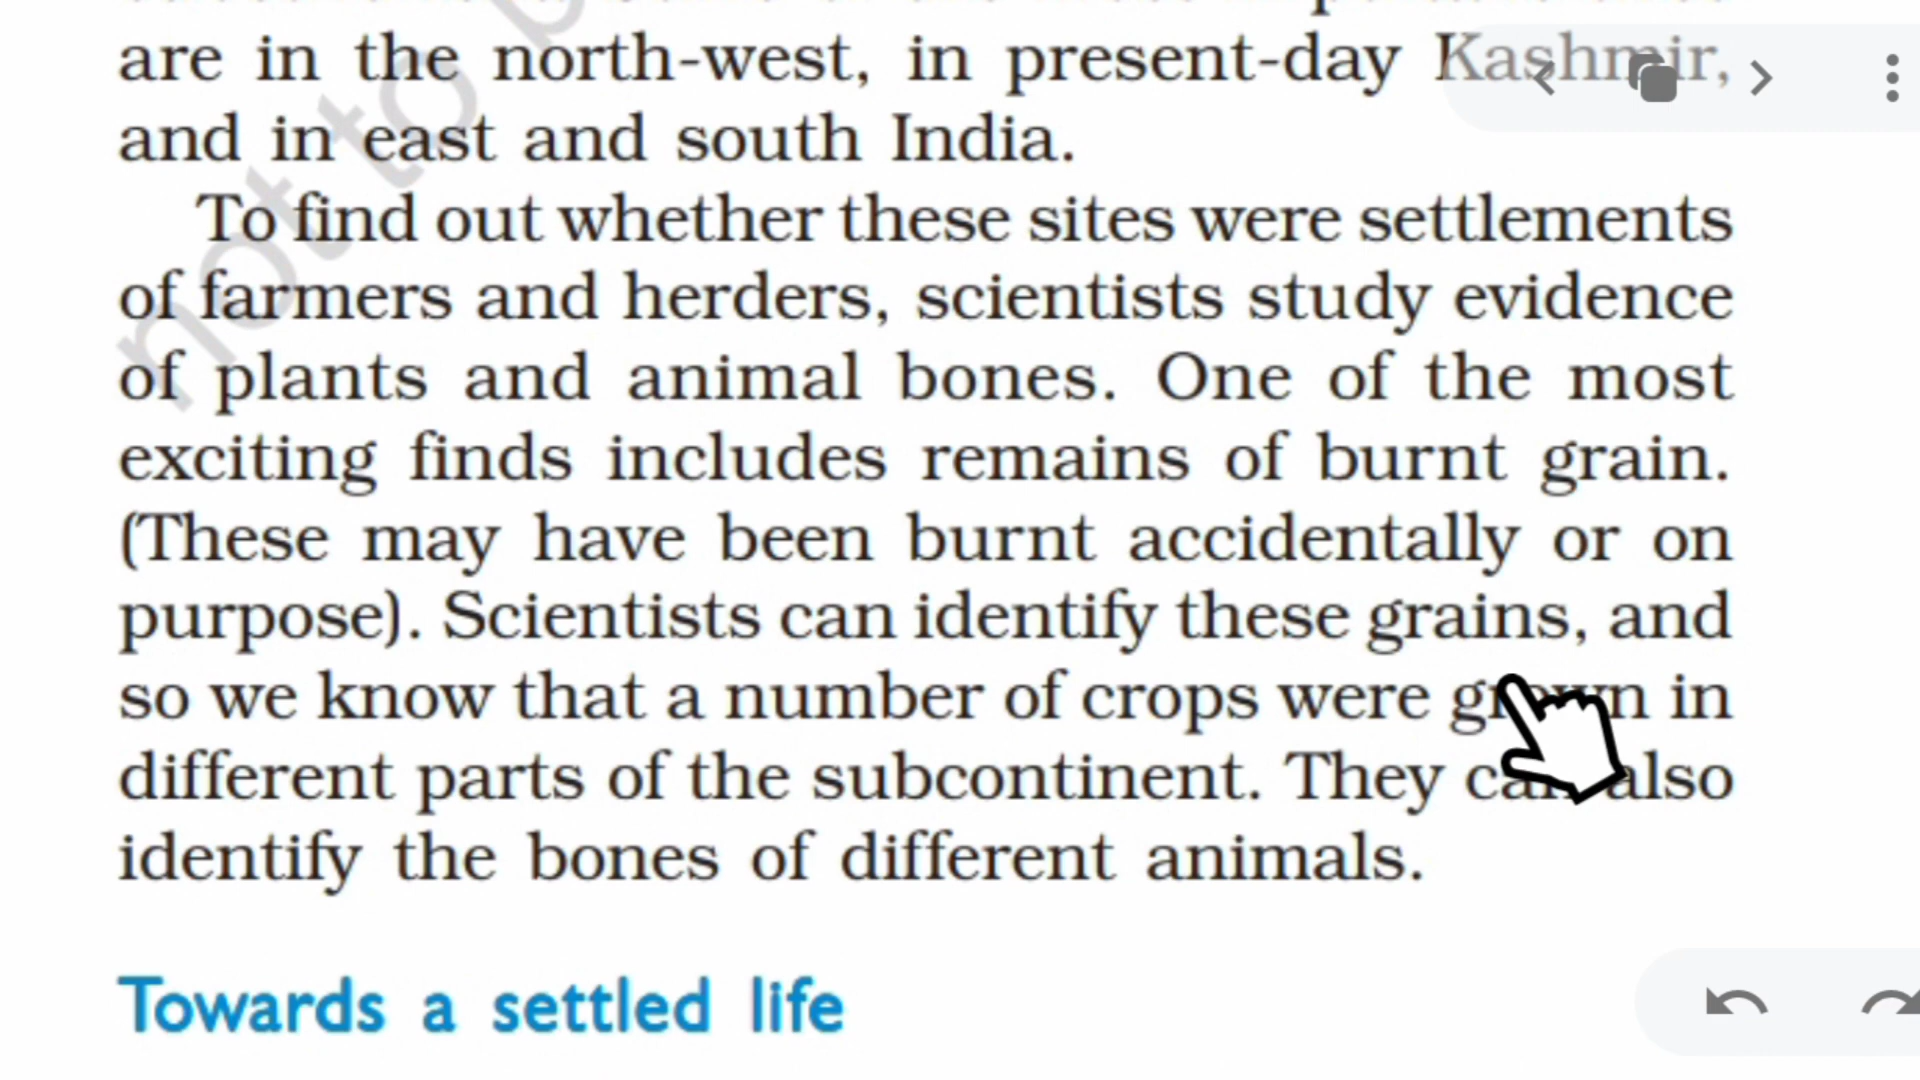 are in the north-west, in present-day Kashmir,
and in east and south India.
To find out whether these sites were settlements
of farmers and herders, scientists study evidence
of plants and animal bones. One of the most
exciting finds includes remains of burnt grain.
(These may have been burnt accidentally or on
purpose). Scientists can identify these grains, and
so we know that a number of crops were grown in
different parts of the subcontinent. They can also
identify the bones of different animals.
Towards a settled life
not to b